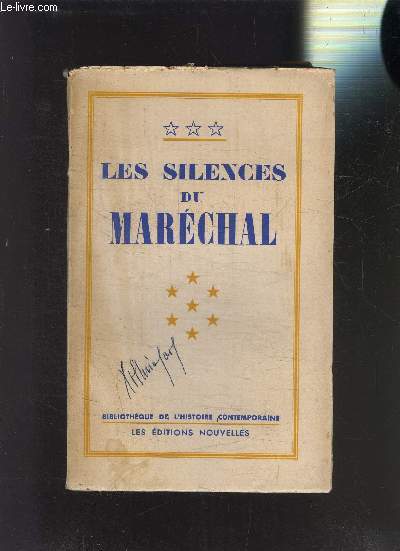 Le-livre.com
☆☆☆
LES SILENCES
DU
MARÉCHAL
BIBLIOTHÈQUE DE L'HISTOIRE CONTEMPORAINE
LES ÉDITIONS NOUVELLES